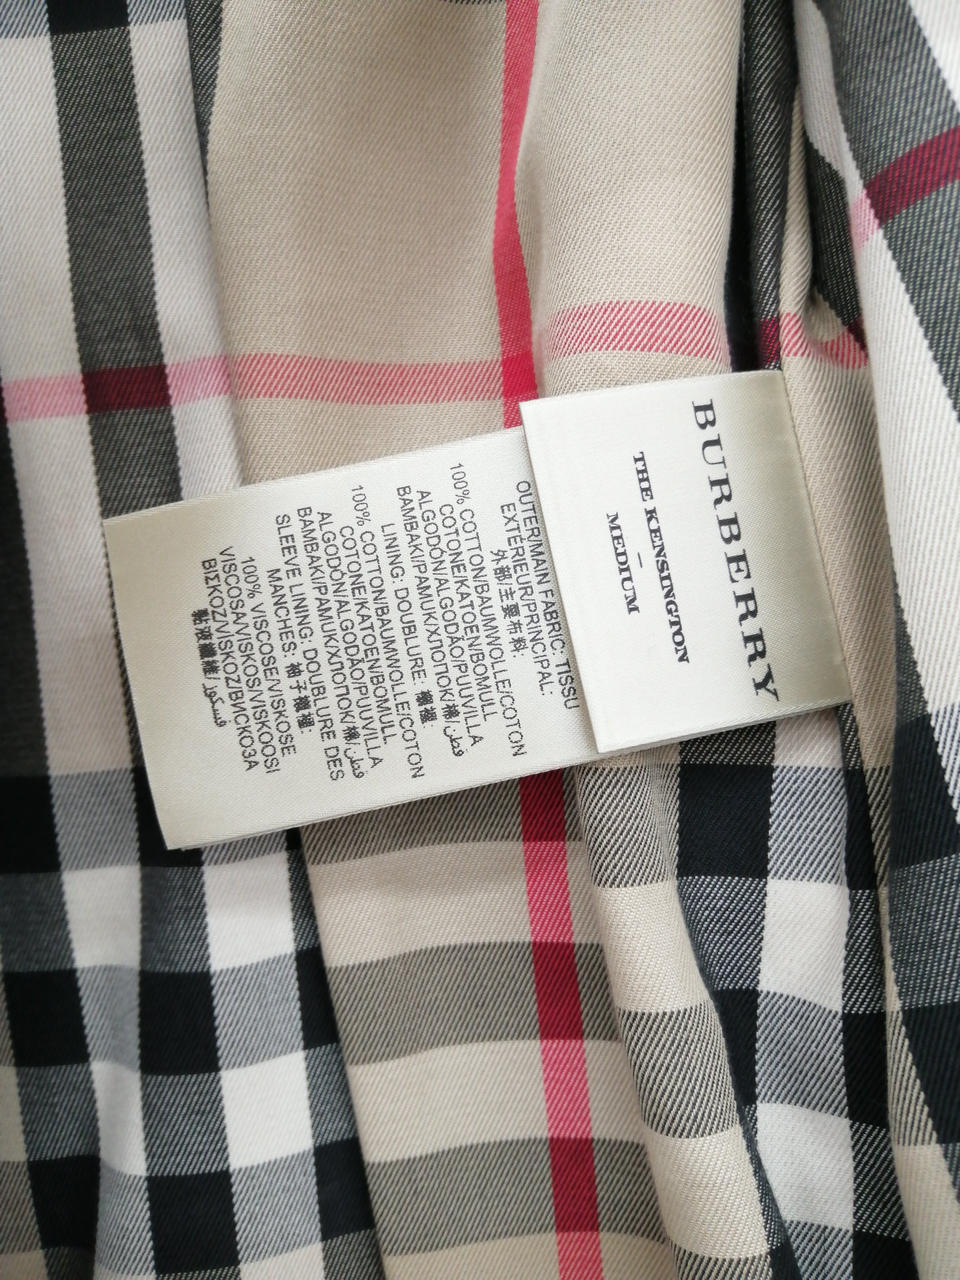 BURBERRY
THE KENSINGTON
–
MEDIUM
OUTER/MAIN FABRIC: TISSU
EXTÉRIEUR/PRINCIPAL:
外部/主要布料:
100% COTTON/BAUMWOLLE/COTON
COTONE/KATOEN/BOMULL
ALGODÓN/ALGODÃO/PUUVILLA
BAMBAKI/PAMUK/ХЛОПОК/棉/قطن
LINING: DOUBLURE: 襯裡:
100% COTTON/BAUMWOLLE/COTON
COTONE/KATOEN/BOMULL
ALGODÓN/ALGODÃO/PUUVILLA
BAMBAKI/PAMUK/ХЛОПОК/棉/قطن
SLEEVE LINING: DOUBLURE DES
MANCHES: 袖子襯裡:
100% VISCOSE/VISKOSE
VISCOSA/VISKOS/VISKOOSI
ΒΙΣΚΟΖ/VİSKOZ/ВИСКОЗА
黏液纖維/فسكوز